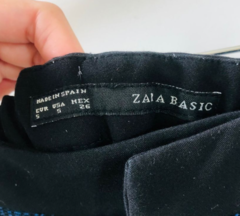 MADE IN SPAIN
EUR USA MEX
S S 26
ZARA BASIC